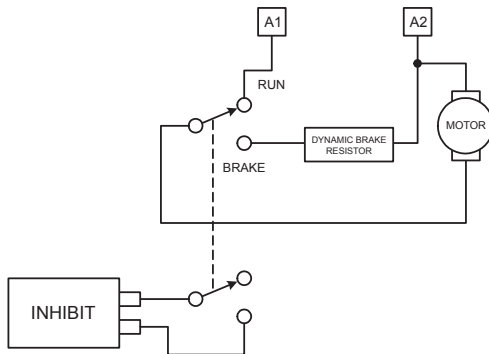 A1
A2
RUN
BRAKE
DYNAMIC BRAKE
RESISTOR
MOTOR
INHIBIT